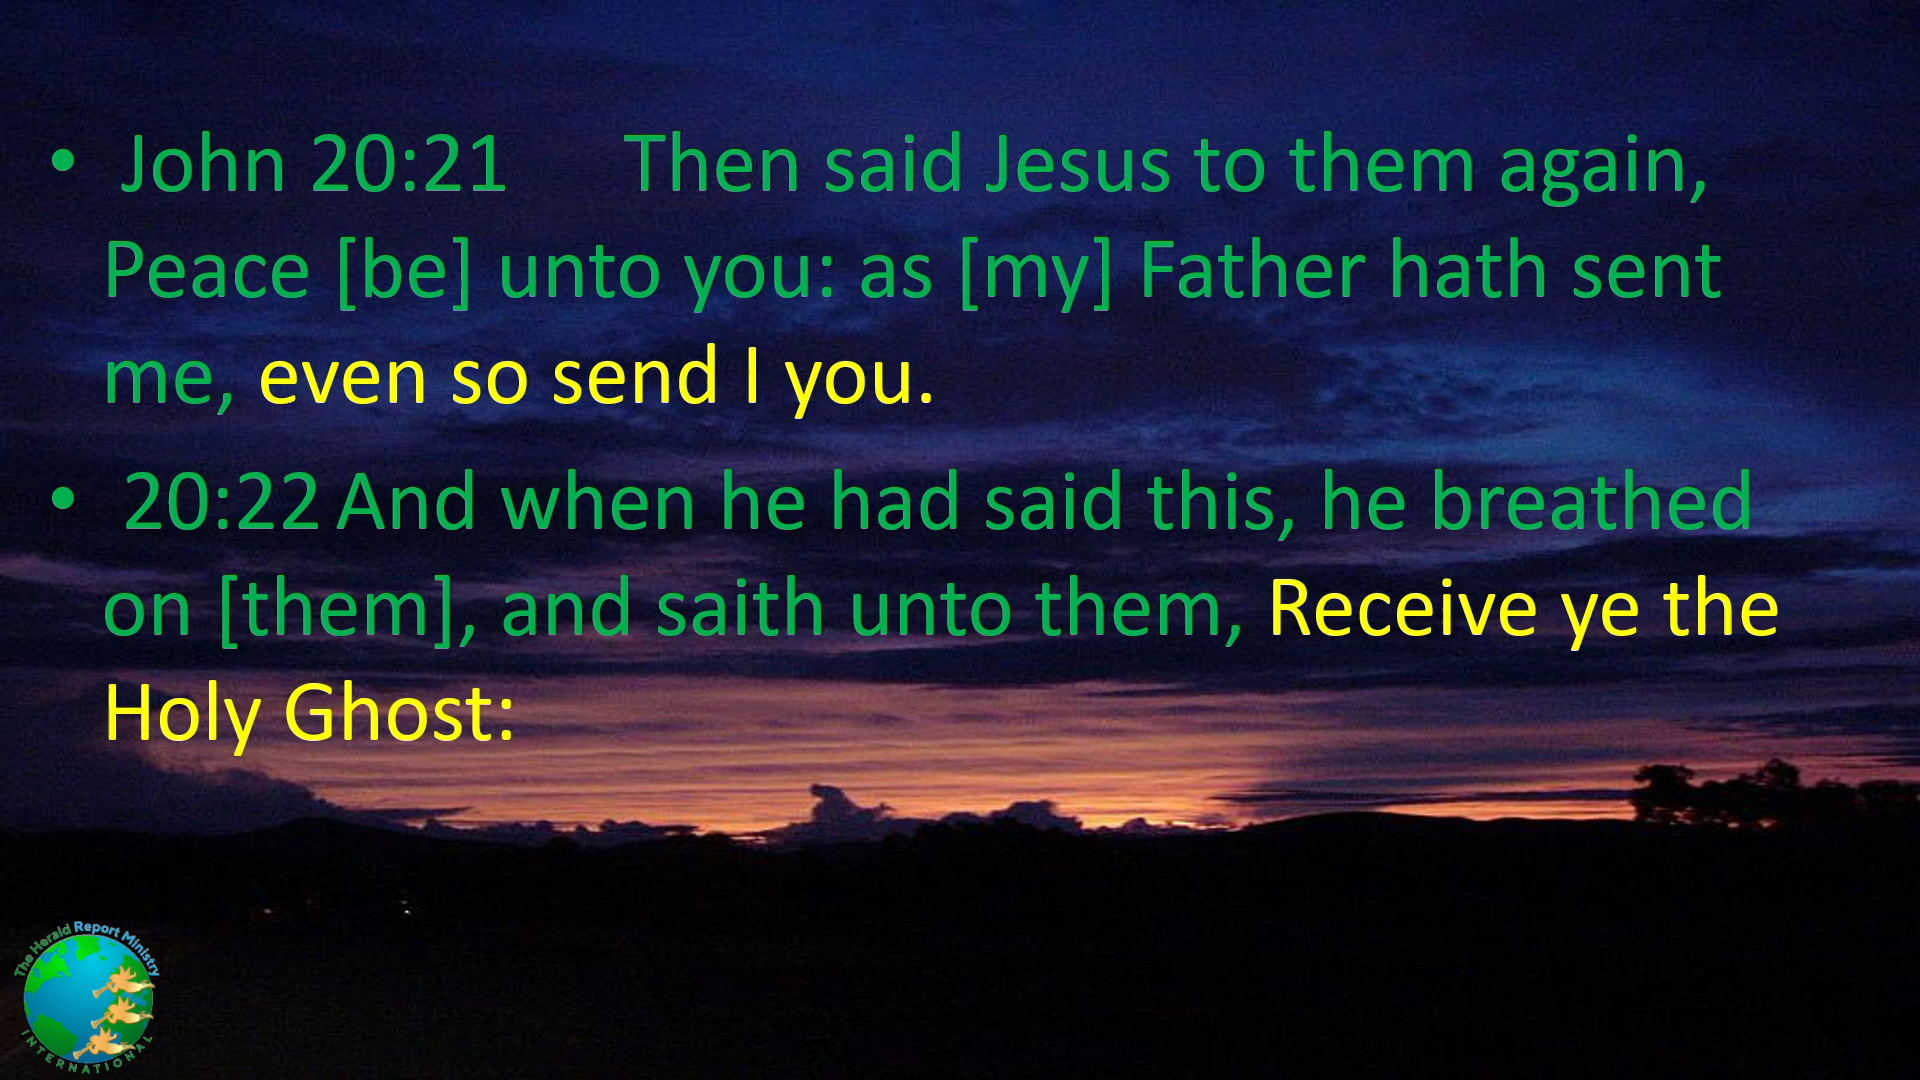 • John 20:21 Then said Jesus to them again,
Peace [be] unto you: as [my] Father hath sent
me, even so send I you.
• 20:22 And when he had said this, he breathed
on [them], and saith unto them, Receive ye the
Holy Ghost:
The Herald Report Ministry
INTERNATIONAL